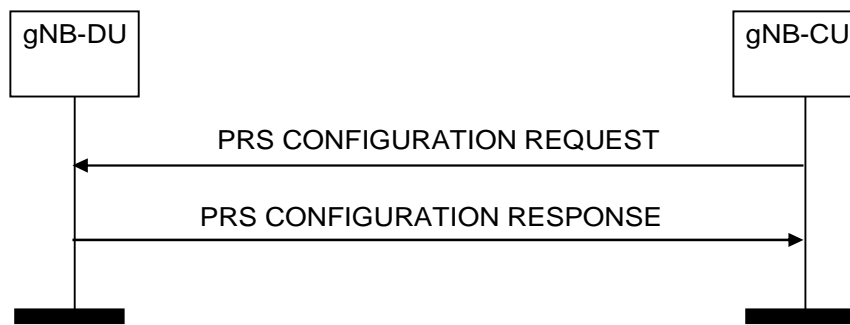 gNB-DU
gNB-CU
PRS CONFIGURATION REQUEST
PRS CONFIGURATION RESPONSE